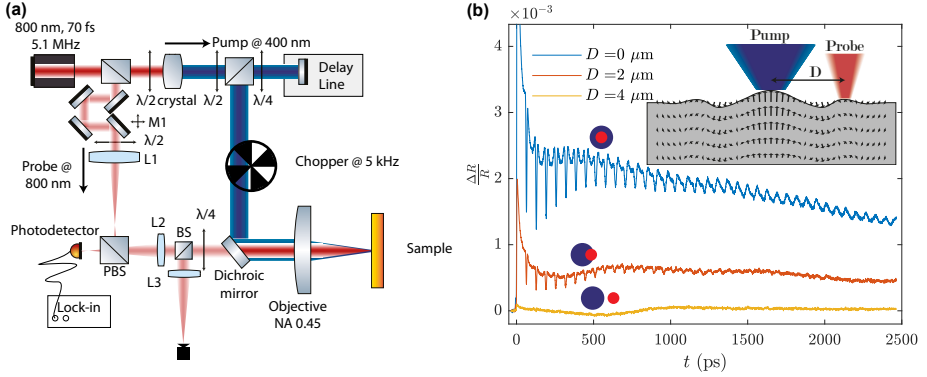 (a)
800 nm, 70 fs
5.1 MHz
Pump @ 400 nm
λ/2
crystal
λ/2
λ/4
Delay
Line
M1
λ/2
L1
Probe @
800 nm
Chopper @ 5 kHz
Photodetector
L2
BS
λ/4
PBS
L3
Dichroic
mirror
Objective
NA 0.45
Sample
Lock-in
(b)
×10⁻³
D =0 μm
D =2 μm
D =4 μm
Pump
Probe
D
ΔR
R
4
3
2
1
0
0
500
1000
1500
2000
2500
t (ps)